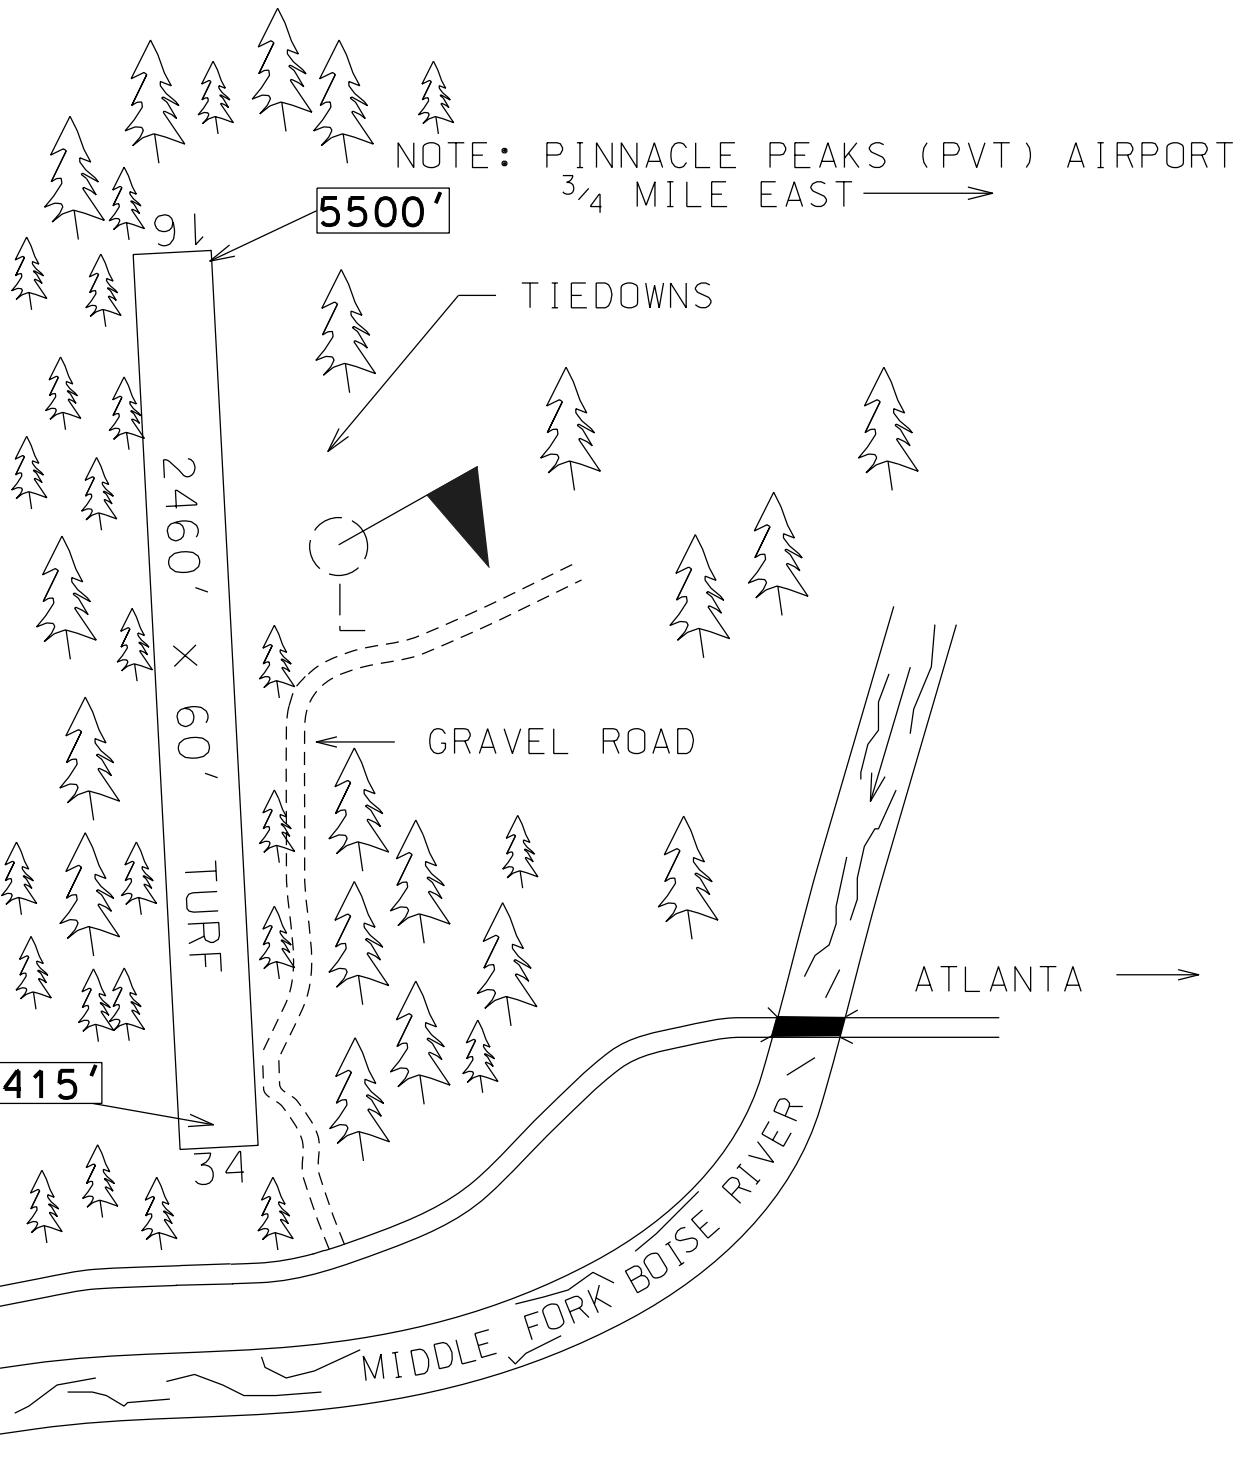 NOTE: PINNACLE PEAKS (PVT) AIRPORT
3/4 MILE EAST
16
5500'
TIEDOWNS
2460' × 60' TURF
GRAVEL ROAD
ATLANTA
415'
34
MIDDLE FORK BOISE RIVER